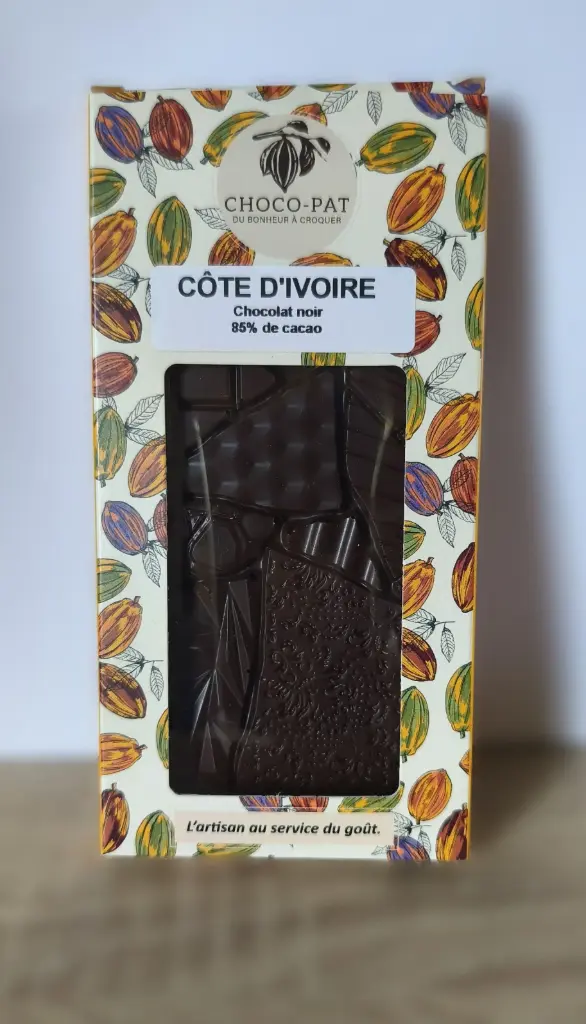 CHOCO-PAT
DU BONHEUR À CROQUER
CÔTE D'IVOIRE
Chocolat noir
85% de cacao
L'artisan au service du goût.